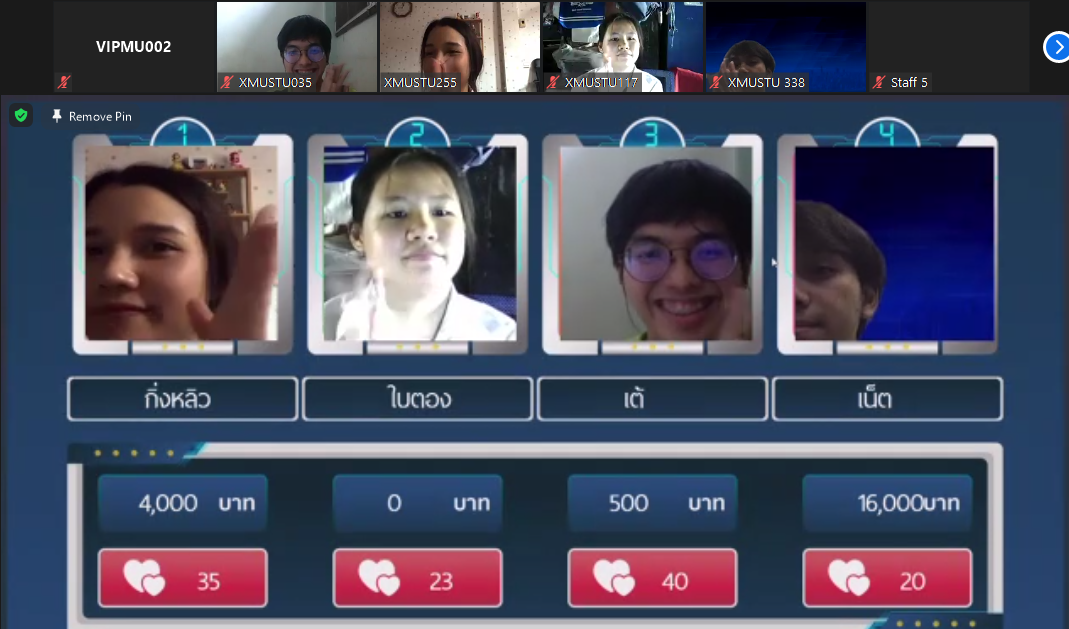 VIPMU002
XMUSTU035
XMUSTU255
XMUSTU117
XMUSTU 338
Staff 5
Remove Pin
1
2
3
4
กิ่งหลิว
ใบตอง
เต้
เน็ต
4,000 บาท
0 บาท
500 บาท
16,000บาท
35
23
40
20